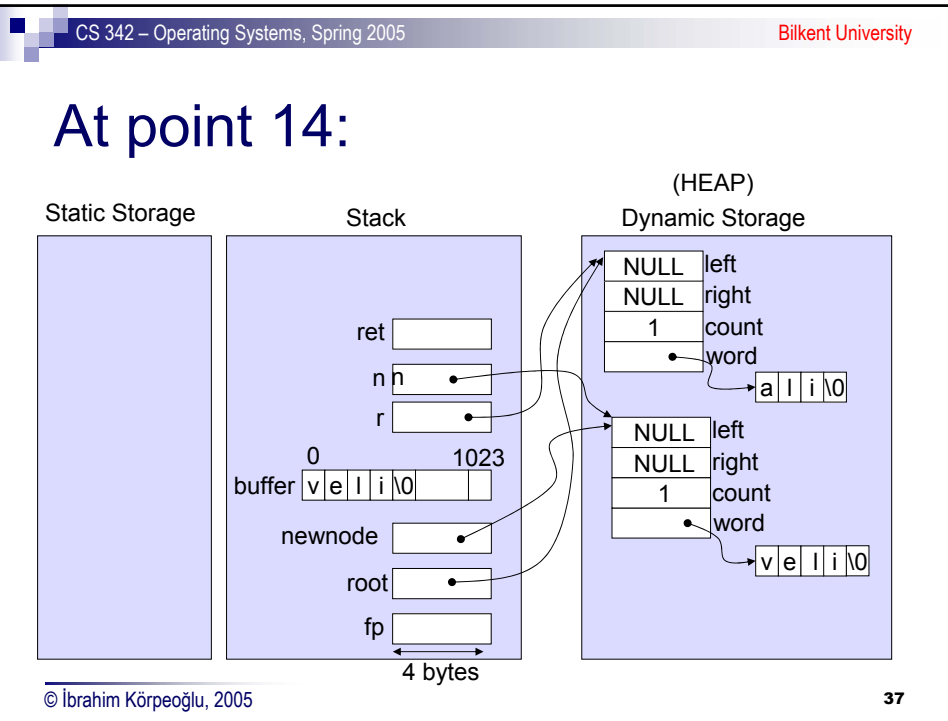 CS 342 – Operating Systems, Spring 2005
Bilkent University
At point 14:
Static Storage
Stack
(HEAP)
Dynamic Storage
ret
n n
r
0 1023
buffer v e l i \0
newnode
root
fp
4 bytes
NULL left
NULL right
1 count
word
a l i \0
NULL left
NULL right
1 count
word
v e l i \0
© İbrahim Körpeoğlu, 2005
37